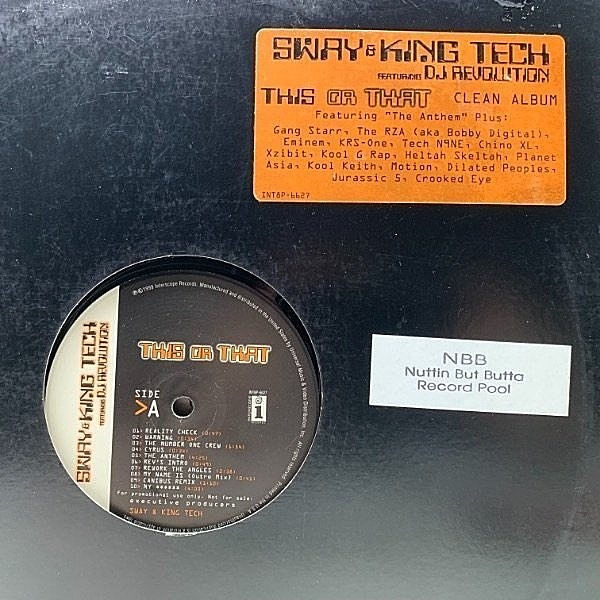 SWAY & KING TECH
FEATURING DJ REVOLUTION
THIS OR THAT CLEAN ALBUM
Featuring "The Anthem" Plus:
Gang Starr, The RZA (aka Bobby Digital),
Eminem, KRS-One, Tech N9NE, Chino XL,
Xzibit, Kool G Rap, Heltah Skeltah, Planet
Asia, Kool Keith, Motion, Dilated Peoples,
Jurassic 5, Crooked Eye
INT8P-6627
NBB
Nuttin But Butta
Record Pool
SWAY & KING TECH
FEATURING DJ REVOLUTION
THIS OR THAT
SIDE
>A
INT8P-6627
01> REALITY CHECK
02> WARNING
03> THE NUMBER ONE CREW
04> CYRUS
05> THE ANTHEM
06> REV'S INTRO
07> REWORK THE ANGLES
08> MY NAME IS (Outro Mix)
09> CANIBUS REMIX
10> MY ******
For promotional use only. Not for sale.
executive producers
SWAY & KING TECH